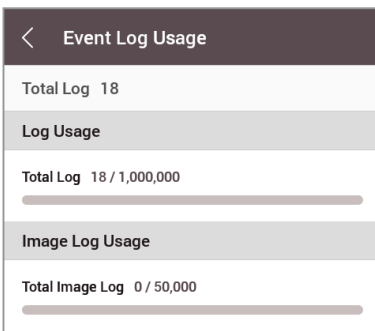 Event Log Usage
Total Log 18
Log Usage
Total Log 18 / 1,000,000
Image Log Usage
Total Image Log 0 / 50,000